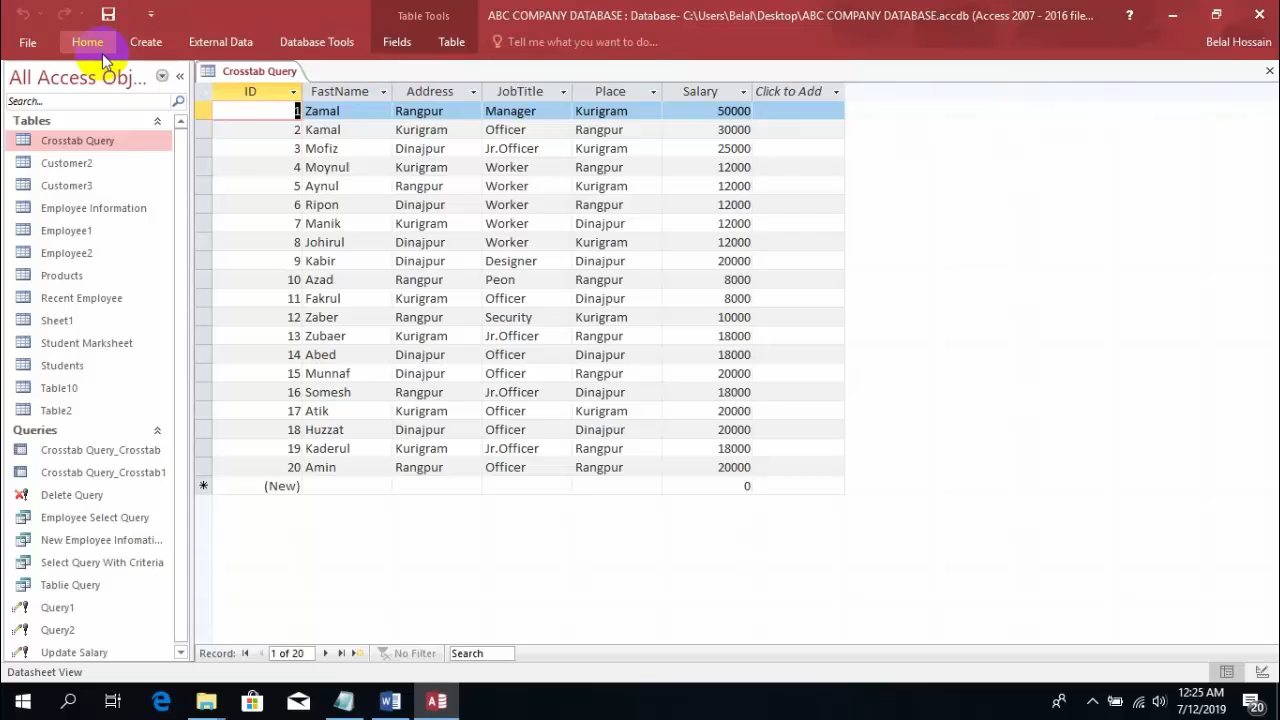 Table Tools
ABC COMPANY DATABASE : Database- C:\Users\Belal\Desktop\ABC COMPANY DATABASE.accdb (Access 2007 - 2016 file...
?
File Home Create External Data Database Tools Fields Table Tell me what you want to do... Belal Hossain
All Access Obj...
Search...
Tables
Crosstab Query
Customer2
Customer3
Employee Information
Employee1
Employee2
Products
Recent Employee
Sheet1
Student Marksheet
Students
Table10
Table2
Queries
Crosstab Query_Crosstab
Crosstab Query_Crosstab1
Delete Query
Employee Select Query
New Employee Infomati...
Select Query With Criteria
Tablie Query
Query1
Query2
Update Salary
Crosstab Query
ID FastName Address JobTitle Place Salary Click to Add
1 Zamal Rangpur Manager Kurigram 50000
2 Kamal Kurigram Officer Rangpur 30000
3 Mofiz Dinajpur Jr.Officer Kurigram 25000
4 Moynul Kurigram Worker Rangpur 12000
5 Aynul Rangpur Worker Kurigram 12000
6 Ripon Dinajpur Worker Rangpur 12000
7 Manik Kurigram Worker Dinajpur 12000
8 Johirul Dinajpur Worker Kurigram 12000
9 Kabir Dinajpur Designer Dinajpur 20000
10 Azad Rangpur Peon Rangpur 8000
11 Fakrul Kurigram Officer Dinajpur 8000
12 Zaber Rangpur Security Kurigram 10000
13 Zubaer Kurigram Jr.Officer Rangpur 18000
14 Abed Dinajpur Officer Dinajpur 18000
15 Munnaf Dinajpur Officer Rangpur 20000
16 Somesh Rangpur Jr.Officer Dinajpur 18000
17 Atik Kurigram Officer Kurigram 20000
18 Huzzat Dinajpur Officer Dinajpur 20000
19 Kaderul Kurigram Jr.Officer Rangpur 18000
20 Amin Rangpur Officer Rangpur 20000
(New) 0
Record: 1 of 20 No Filter Search
Datasheet View
12:25 AM
7/12/2019
20